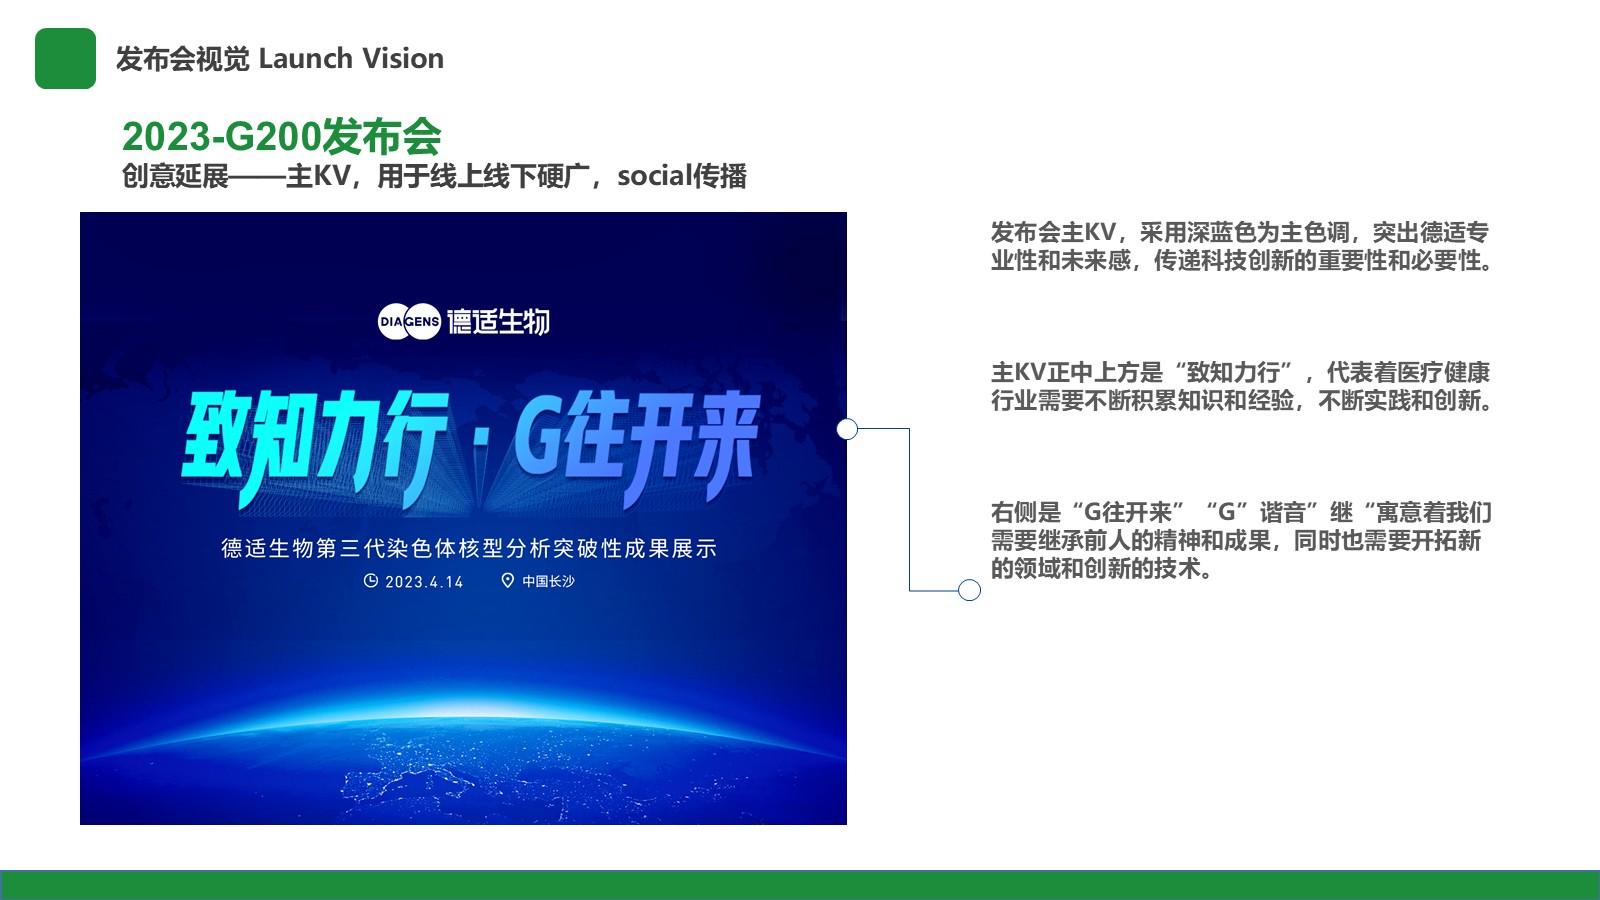 发布会视觉 Launch Vision
2023-G200发布会
创意延展——主KV，用于线上线下硬广，social传播
DIAGENS 德适生物
致知力行·G往开来
德适生物第三代染色体核型分析突破性成果展示
2023.4.14 中国长沙
发布会主KV，采用深蓝色为主色调，突出德适专
业性和未来感，传递科技创新的重要性和必要性。
主KV正中上方是“致知力行”，代表着医疗健康
行业需要不断积累知识和经验，不断实践和创新。
右侧是“G往开来”“G”谐音”继“寓意着我们
需要继承前人的精神和成果，同时也需要开拓新
的领域和创新的技术。